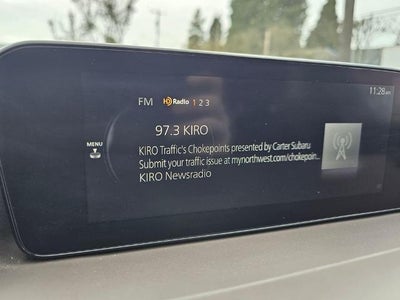 11:28 am
FM HD Radio 1 2 3
97.3 KIRO
MENU
KIRO Traffic's Chokepoints presented by Carter Subaru
Submit your traffic issue at mynorthwest.com/chokepoin...
KIRO Newsradio